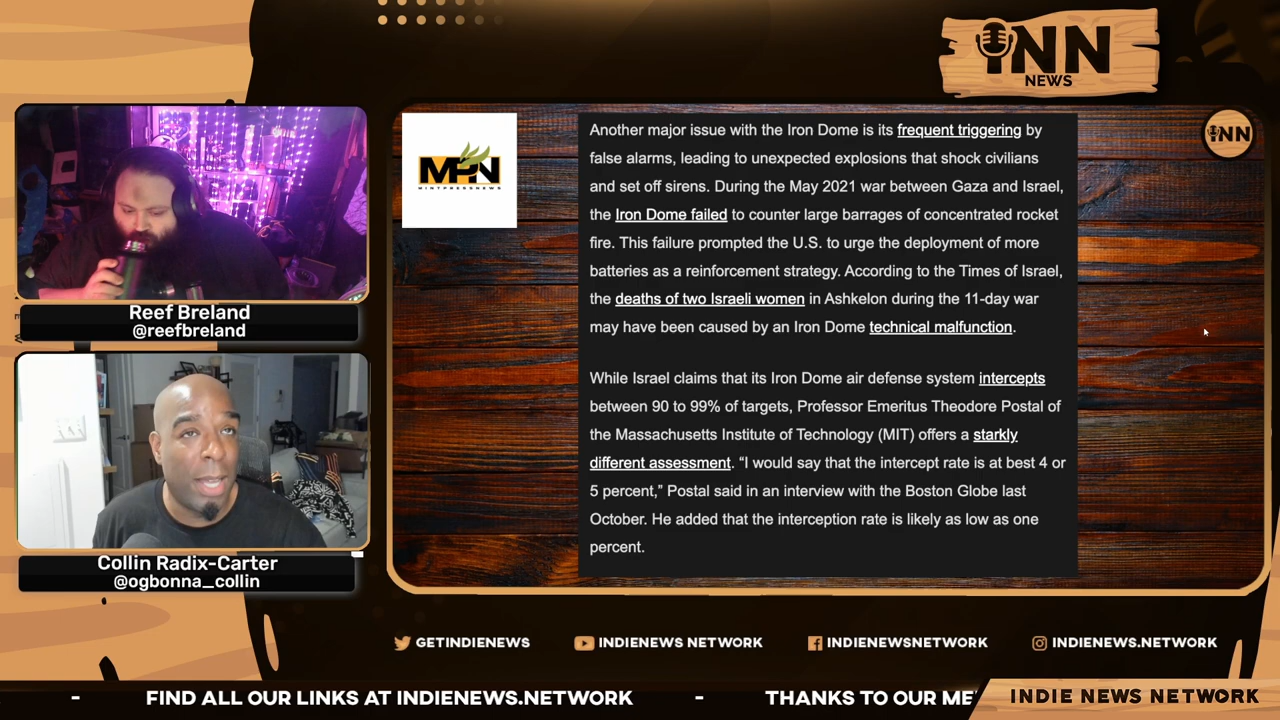 INN
NEWS
INN
MPN
MINTPRESSNEWS
Another major issue with the Iron Dome is its frequent triggering by
false alarms, leading to unexpected explosions that shock civilians
and set off sirens. During the May 2021 war between Gaza and Israel,
the Iron Dome failed to counter large barrages of concentrated rocket
fire. This failure prompted the U.S. to urge the deployment of more
batteries as a reinforcement strategy. According to the Times of Israel,
the deaths of two Israeli women in Ashkelon during the 11-day war
may have been caused by an Iron Dome technical malfunction.
While Israel claims that its Iron Dome air defense system intercepts
between 90 to 99% of targets, Professor Emeritus Theodore Postal of
the Massachusetts Institute of Technology (MIT) offers a starkly
different assessment. “I would say that the intercept rate is at best 4 or
5 percent,” Postal said in an interview with the Boston Globe last
October. He added that the interception rate is likely as low as one
percent.
Reef Breland
@reefbreland
Collin Radix-Carter
@ogbonna_collin
GETINDIENEWS
INDIENEWS NETWORK
INDIENEWSNETWORK
INDIENEWS.NETWORK
- FIND ALL OUR LINKS AT INDIENEWS.NETWORK - THANKS TO OUR ME
INDIE NEWS NETWORK